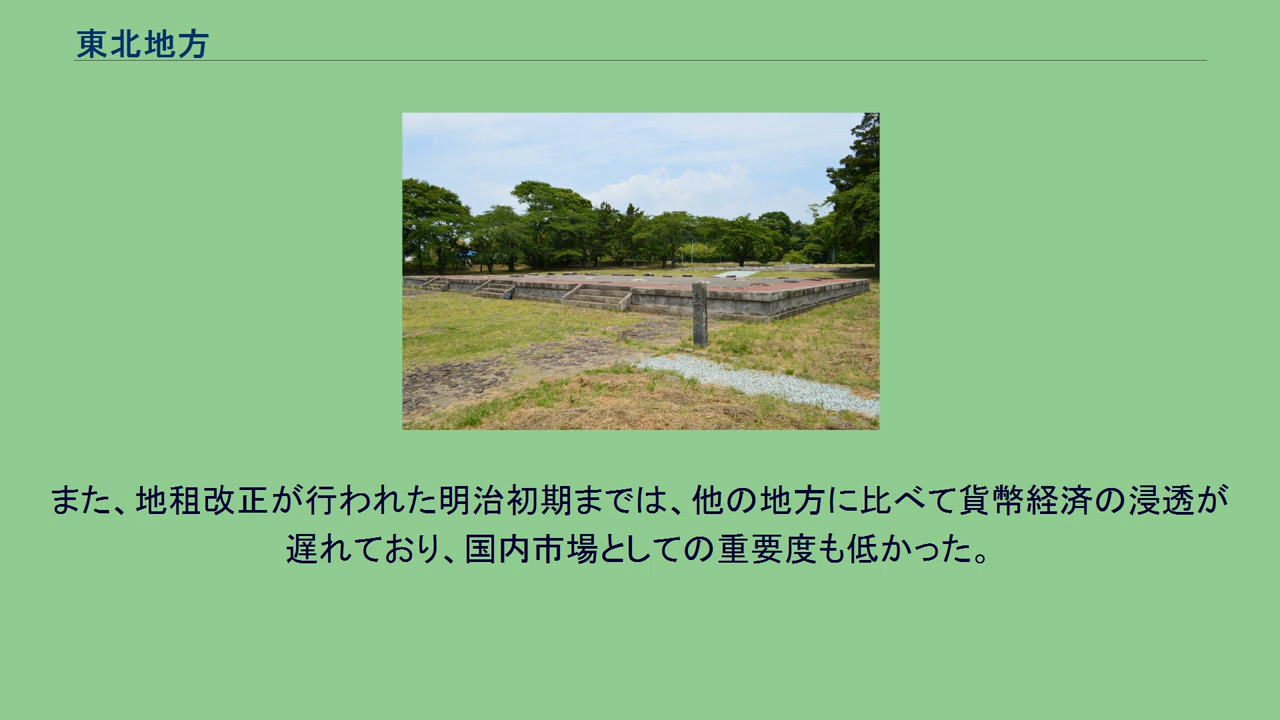 東北地方
また、地租改正が行われた明治初期までは、他の地方に比べて貨幣経済の浸透が
遅れており、国内市場としての重要度も低かった。